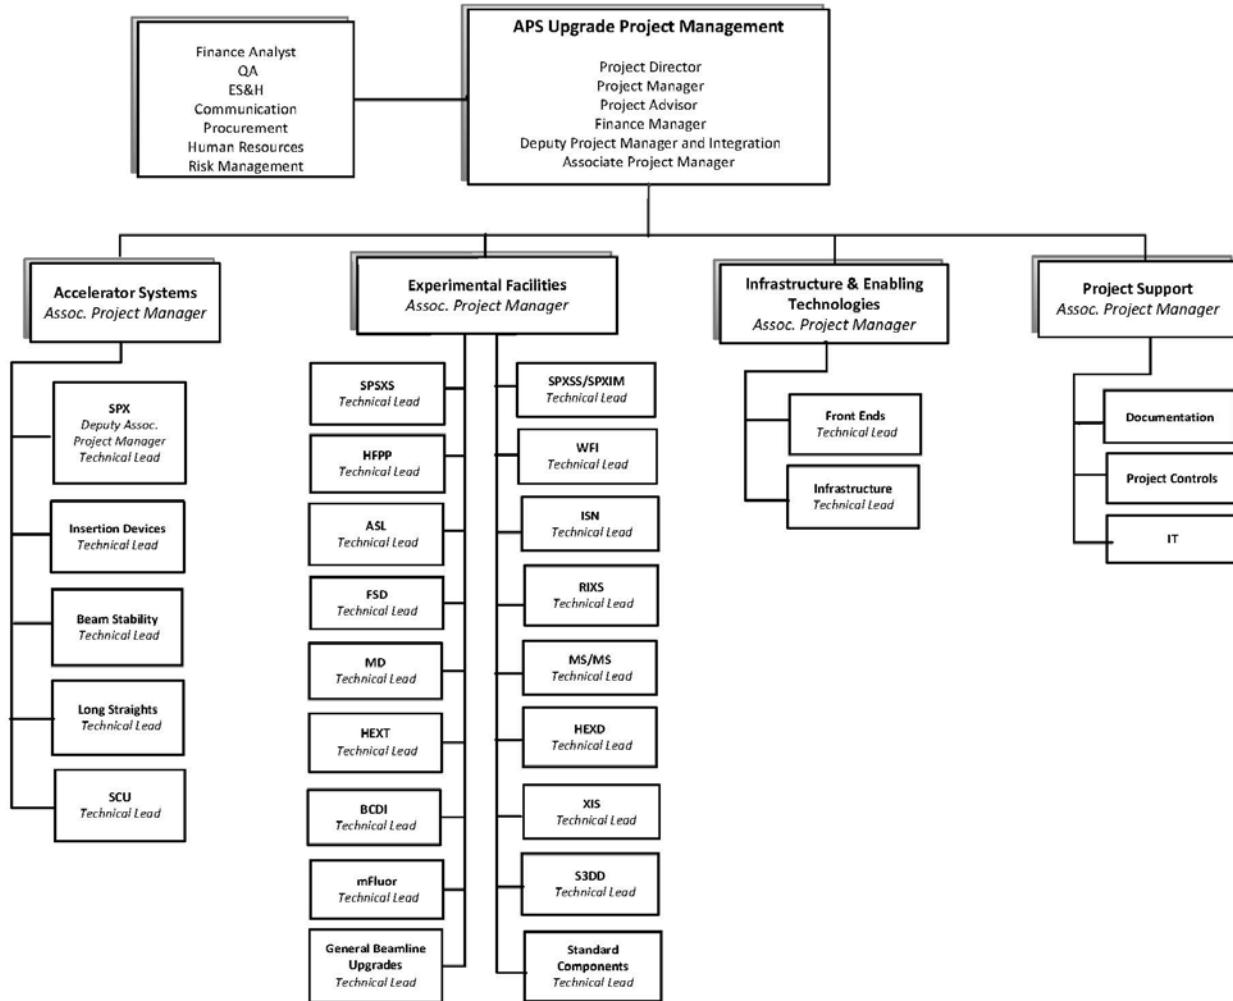 Finance Analyst
QA
ES&H
Communication
Procurement
Human Resources
Risk Management
APS Upgrade Project Management
Project Director
Project Manager
Project Advisor
Finance Manager
Deputy Project Manager and Integration
Associate Project Manager
Accelerator Systems
Assoc. Project Manager
SPX
Deputy Assoc.
Project Manager
Technical Lead
Insertion Devices
Technical Lead
Beam Stability
Technical Lead
Long Straights
Technical Lead
SCU
Technical Lead
Experimental Facilities
Assoc. Project Manager
SPSXS
Technical Lead
HFPP
Technical Lead
ASL
Technical Lead
FSD
Technical Lead
MD
Technical Lead
HEXT
Technical Lead
BCDI
Technical Lead
mFluor
Technical Lead
General Beamline
Upgrades
Technical Lead
SPXSS/SPXIM
Technical Lead
WFI
Technical Lead
ISN
Technical Lead
RIXS
Technical Lead
MS/MS
Technical Lead
HEXD
Technical Lead
XIS
Technical Lead
S3DD
Technical Lead
Standard
Components
Technical Lead
Infrastructure & Enabling
Technologies
Assoc. Project Manager
Front Ends
Technical Lead
Infrastructure
Technical Lead
Project Support
Assoc. Project Manager
Documentation
Project Controls
IT